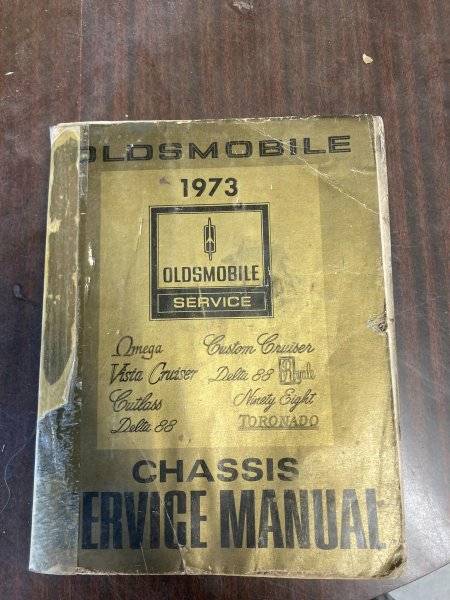 OLDSMOBILE
1973
OLDSMOBILE
SERVICE
Omega
Vista Cruiser
Cutlass
Delta 88
Custom Cruiser
Delta 88
Ninety Eight
TORONADO
CHASSIS
ERVICE MANUAL